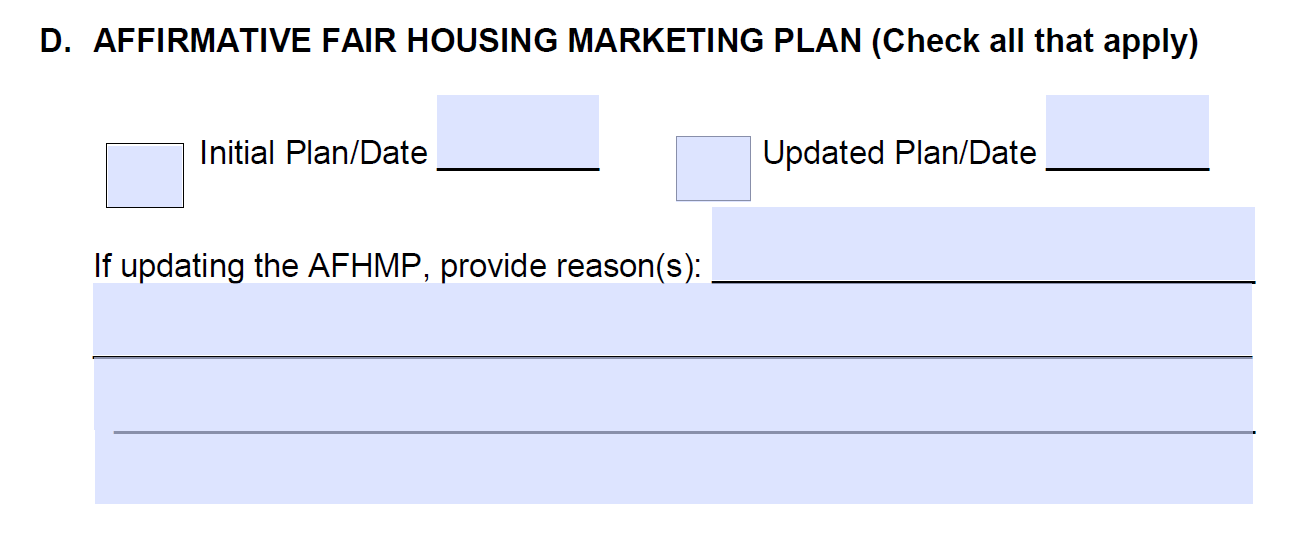 D. AFFIRMATIVE FAIR HOUSING MARKETING PLAN (Check all that apply)
Initial Plan/Date Updated Plan/Date
If updating the AFHMP, provide reason(s):